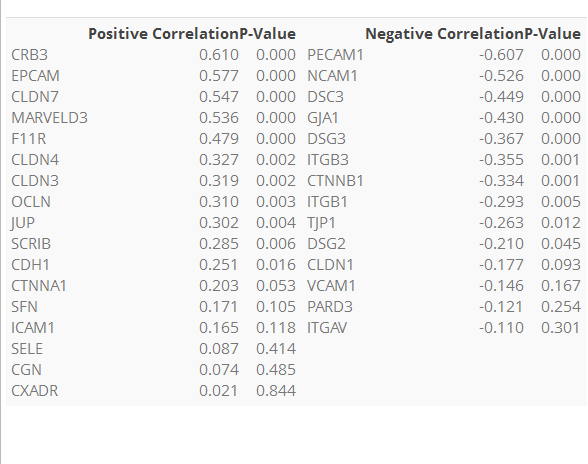 Positive Correlation P-Value Negative Correlation P-Value
CRB3 0.610 0.000 PECAM1 -0.607 0.000
EPCAM 0.577 0.000 NCAM1 -0.526 0.000
CLDN7 0.547 0.000 DSC3 -0.449 0.000
MARVELD3 0.536 0.000 GJA1 -0.430 0.000
F11R 0.479 0.000 DSG3 -0.367 0.000
CLDN4 0.327 0.002 ITGB3 -0.355 0.001
CLDN3 0.319 0.002 CTNNB1 -0.334 0.001
OCLN 0.310 0.003 ITGB1 -0.293 0.005
JUP 0.302 0.004 TJP1 -0.263 0.012
SCRIB 0.285 0.006 DSG2 -0.210 0.045
CDH1 0.251 0.016 CLDN1 -0.177 0.093
CTNNA1 0.203 0.053 VCAM1 -0.146 0.167
SFN 0.171 0.105 PARD3 -0.121 0.254
ICAM1 0.165 0.118 ITGAV -0.110 0.301
SELE 0.087 0.414
CGN 0.074 0.485
CXADR 0.021 0.844